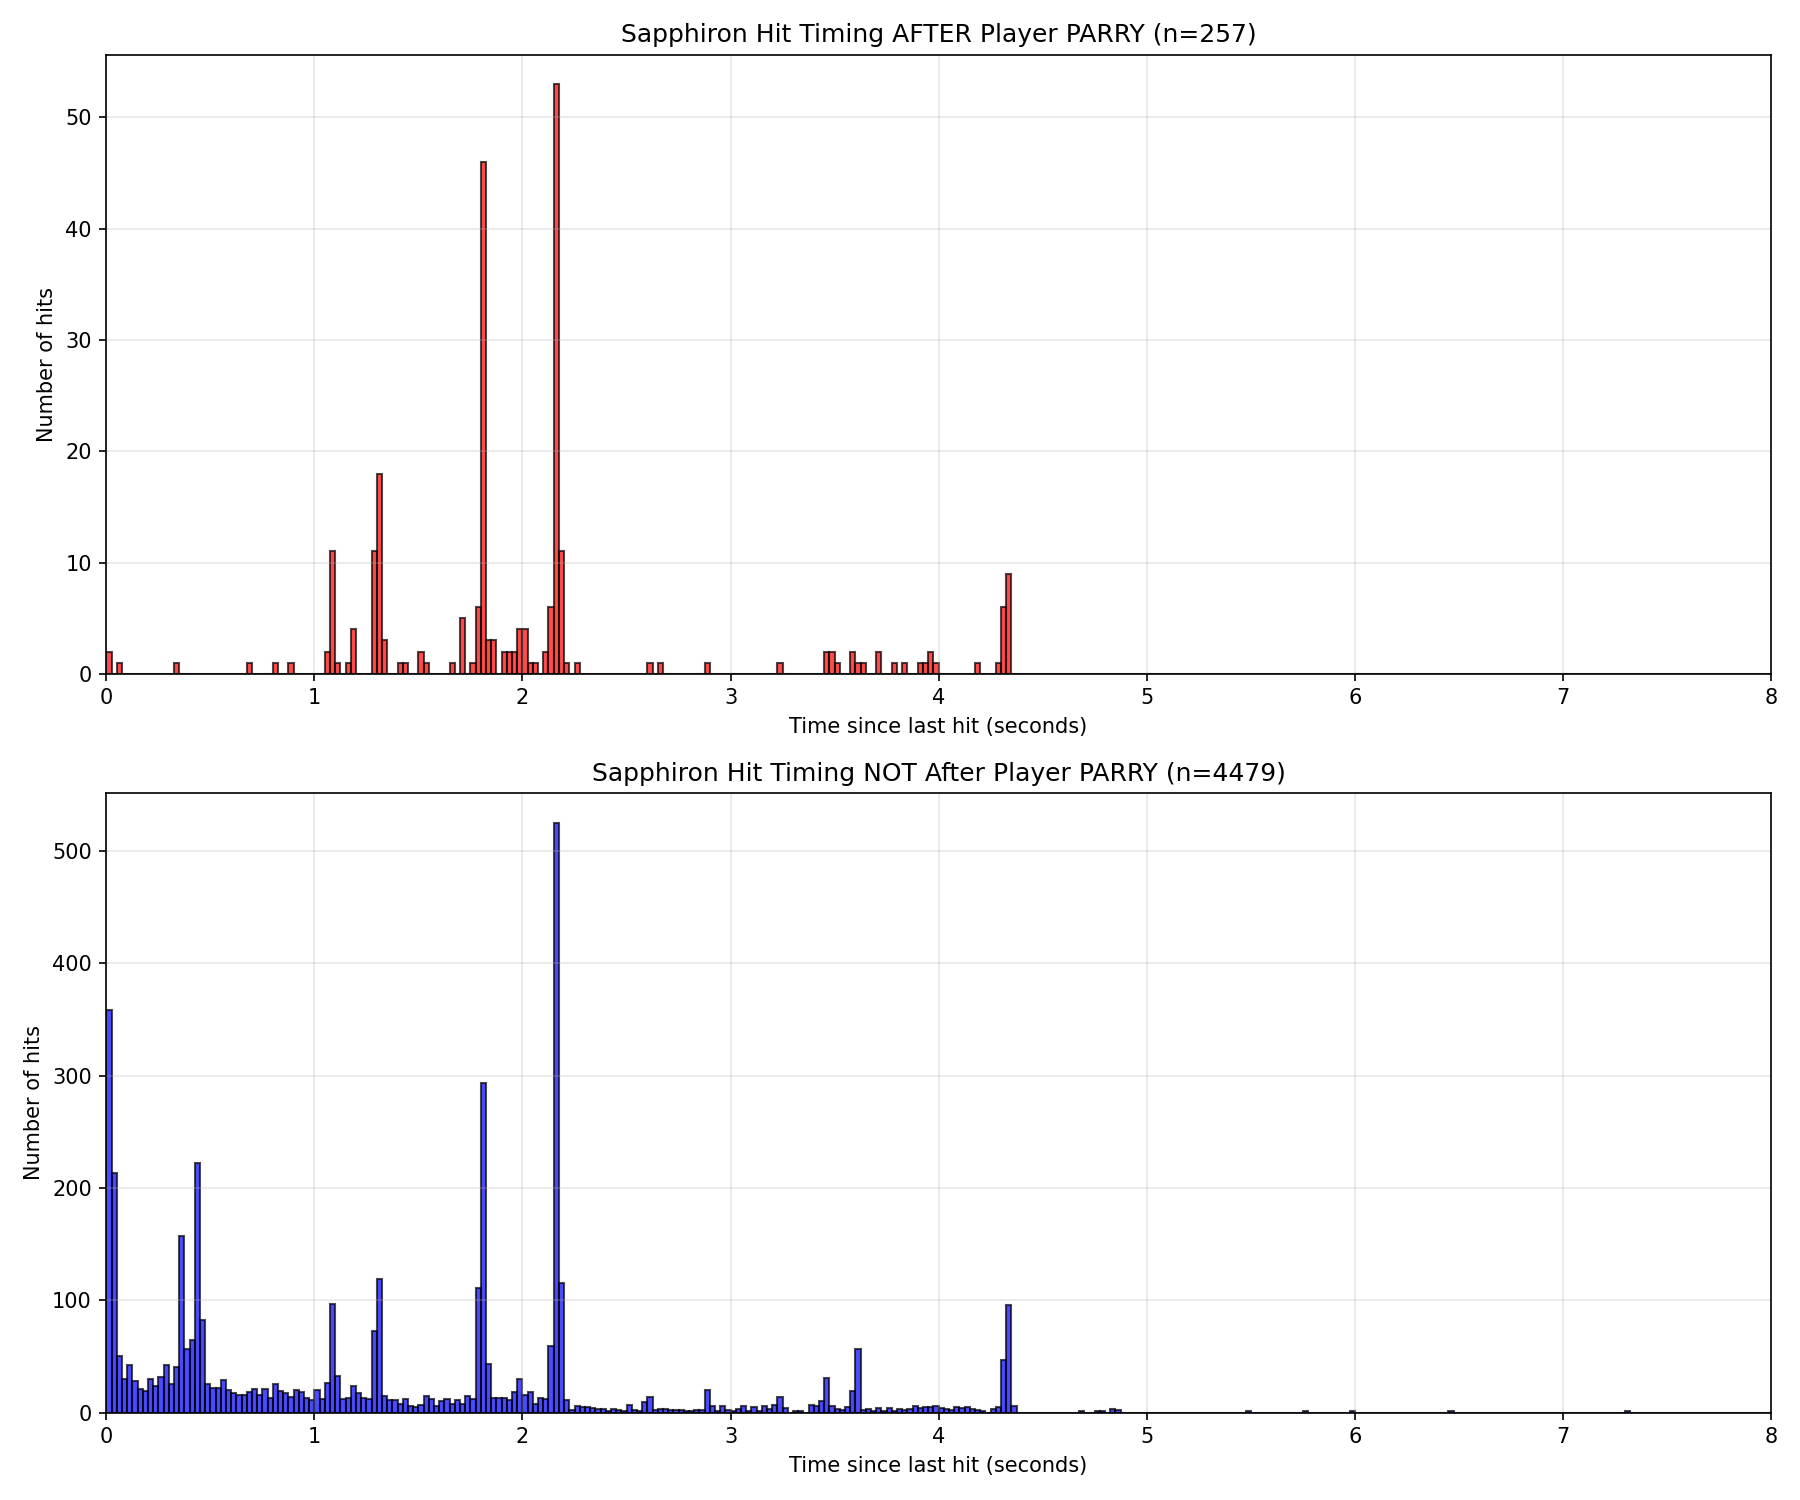 Sapphiron Hit Timing AFTER Player PARRY (n=257)
Number of hits
50
40
30
20
10
0
0 1 2 3 4 5 6 7 8
Time since last hit (seconds)
Sapphiron Hit Timing NOT After Player PARRY (n=4479)
Number of hits
500
400
300
200
100
0
0 1 2 3 4 5 6 7 8
Time since last hit (seconds)